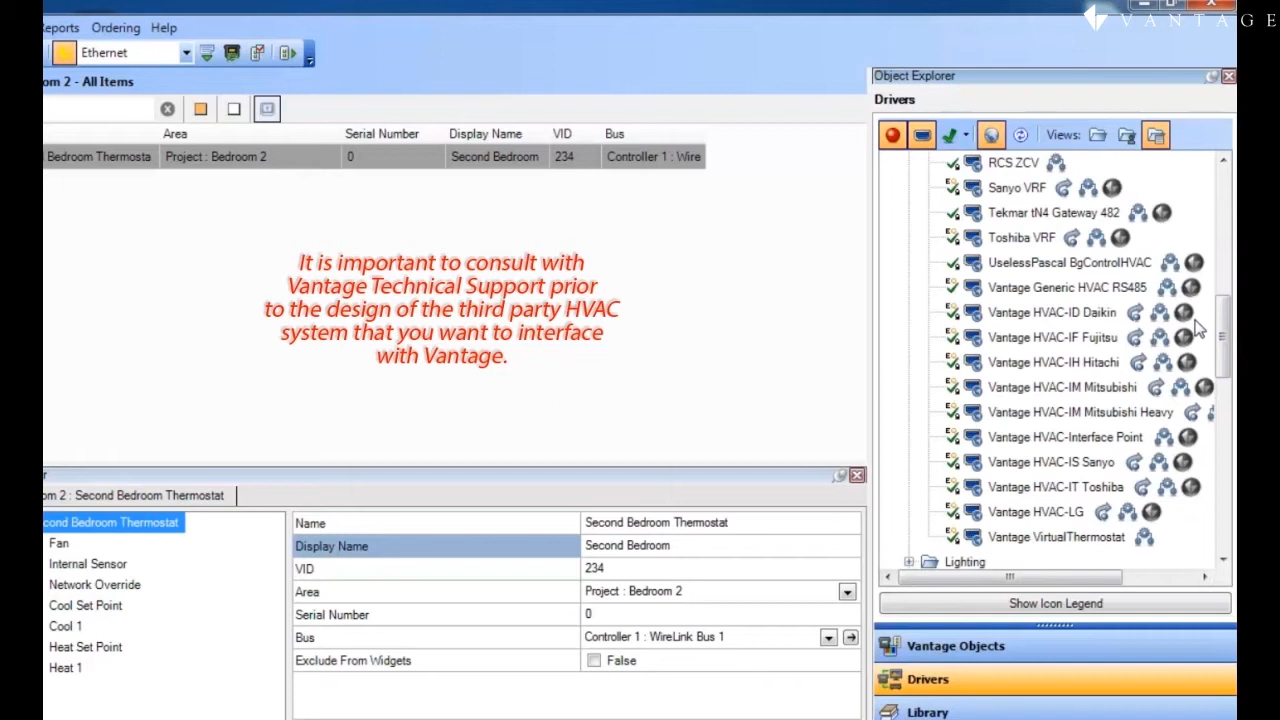 VANTAGE
eports Ordering Help
Ethernet
om 2 - All Items
Area Serial Number Display Name VID Bus
Bedroom Thermosta Project : Bedroom 2 0 Second Bedroom 234 Controller 1 : Wire
It is important to consult with
Vantage Technical Support prior
to the design of the third party HVAC
system that you want to interface
with Vantage.
om 2 : Second Bedroom Thermostat
cond Bedroom Thermostat
Fan
Internal Sensor
Network Override
Cool Set Point
Cool 1
Heat Set Point
Heat 1
Name Second Bedroom Thermostat
Display Name Second Bedroom
VID 234
Area Project : Bedroom 2
Serial Number 0
Bus Controller 1 : WireLink Bus 1
Exclude From Widgets False
Object Explorer
Drivers
Views:
RCS ZCV
Sanyo VRF
Tekmar tN4 Gateway 482
Toshiba VRF
UselessPascal BgControlHVAC
Vantage Generic HVAC RS485
Vantage HVAC-ID Daikin
Vantage HVAC-IF Fujitsu
Vantage HVAC-IH Hitachi
Vantage HVAC-IM Mitsubishi
Vantage HVAC-IM Mitsubishi Heavy
Vantage HVAC-Interface Point
Vantage HVAC-IS Sanyo
Vantage HVAC-IT Toshiba
Vantage HVAC-LG
Vantage VirtualThermostat
Lighting
Show Icon Legend
Vantage Objects
Drivers
Library